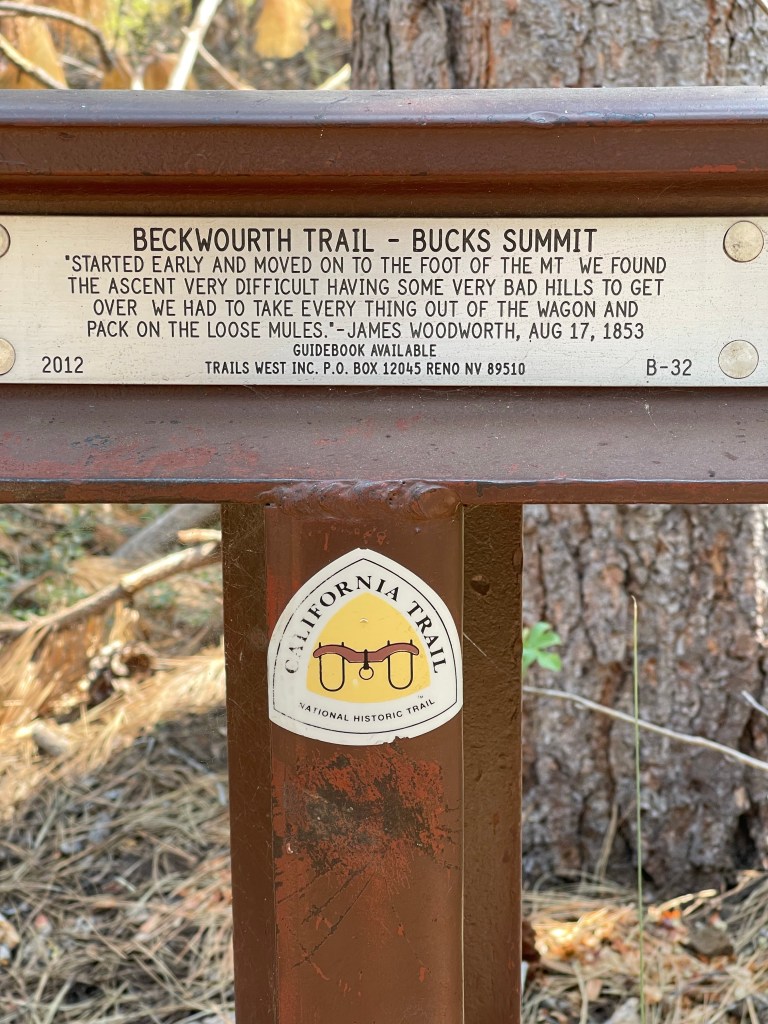 BECKWOURTH TRAIL - BUCKS SUMMIT
"STARTED EARLY AND MOVED ON TO THE FOOT OF THE MT WE FOUND
THE ASCENT VERY DIFFICULT HAVING SOME VERY BAD HILLS TO GET
OVER WE HAD TO TAKE EVERY THING OUT OF THE WAGON AND
PACK ON THE LOOSE MULES."-JAMES WOODWORTH, AUG 17, 1853
GUIDEBOOK AVAILABLE
2012 TRAILS WEST INC. P.O. BOX 12045 RENO NV 89510 B-32
CALIFORNIA TRAIL
NATIONAL HISTORIC TRAIL